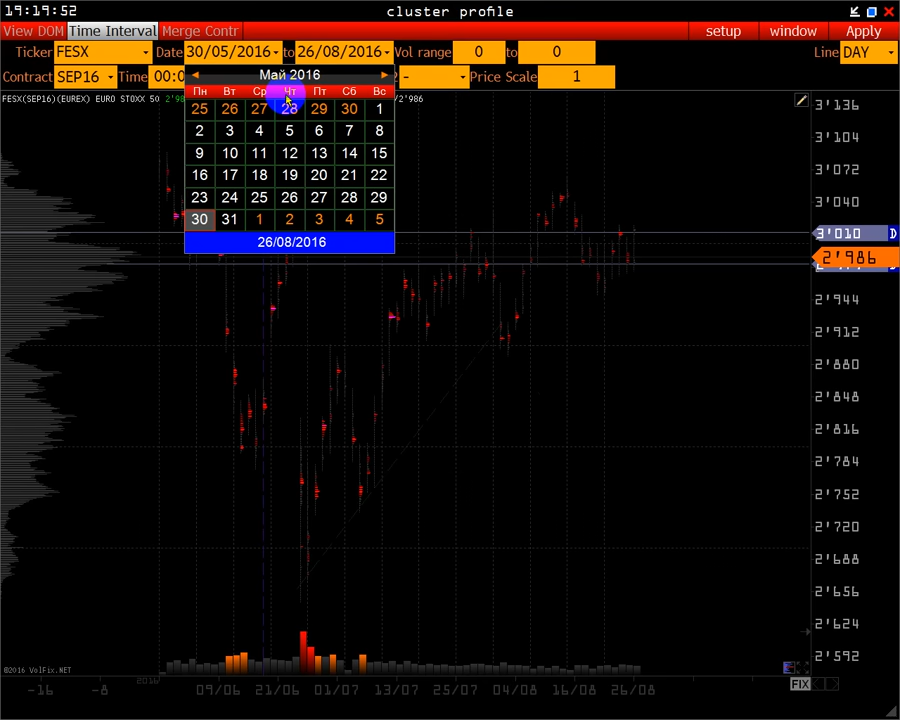 19:19:52 cluster profile
View DOM Time Interval Merge Contr setup window Apply
Ticker FESX Date 30/05/2016 to 26/08/2016 Vol range 0 to 0 Line DAY
Contract SEP16 Time 00:0 - Price Scale 1
FESX(SEP16)(EUREX) EURO STOXX 50 /2'986
Май 2016
Пн Вт Ср Чт Пт Сб Вс
25 26 27 28 29 30 1
2 3 4 5 6 7 8
9 10 11 12 13 14 15
16 17 18 19 20 21 22
23 24 25 26 27 28 29
30 31 1 2 3 4 5
26/08/2016
3'136
3'104
3'072
3'040
3'010 D
2'986
2'944
2'912
2'880
2'848
2'816
2'784
2'752
2'720
2'688
2'656
2'624
2'592
©2016 VolFix.NET
FIX
-16 -8 2016 09/06 21/06 01/07 13/07 25/07 04/08 16/08 26/08